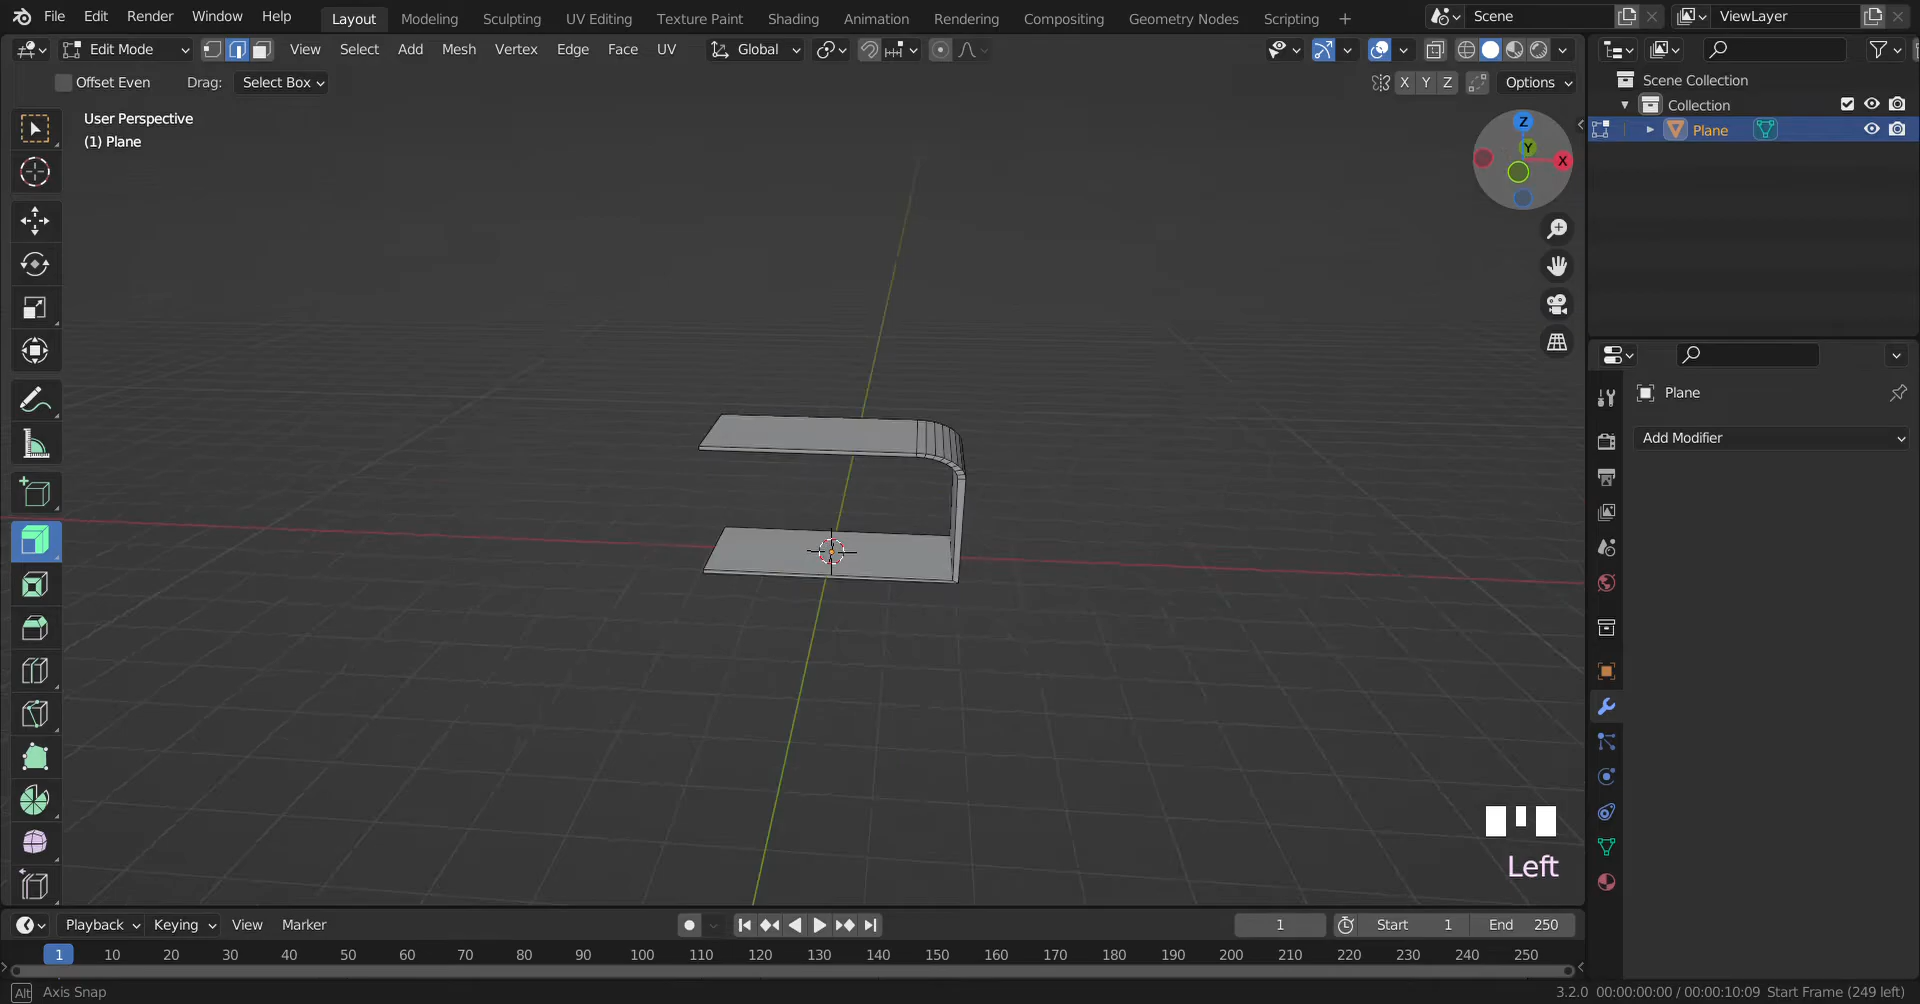 File Edit Render Window Help Layout Modeling Sculpting UV Editing Texture Paint Shading Animation Rendering Compositing Geometry Nodes Scripting + Scene ViewLayer
Edit Mode View Select Add Mesh Vertex Edge Face UV Global
Offset Even Drag: Select Box X Y Z Options
User Perspective
(1) Plane
Z
Y
X
Scene Collection
Collection
Plane
Plane
Add Modifier
Left
Playback Keying View Marker 1 Start 1 End 250
1 10 20 30 40 50 60 70 80 90 100 110 120 130 140 150 160 170 180 190 200 210 220 230 240 250
Alt Axis Snap 3.2.0 00:00:00:00 / 00:00:10:09 Start Frame (249 left)